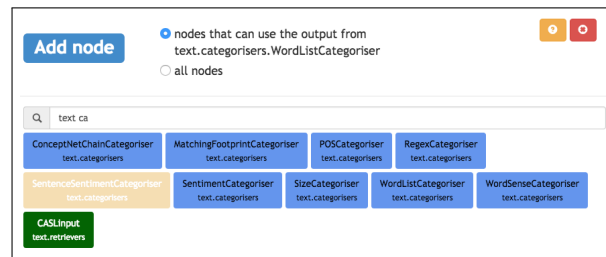 Add node
nodes that can use the output from
text.categorisers.WordListCategoriser
all nodes
text ca
ConceptNetChainCategoriser MatchingFootprintCategoriser POSCategoriser RegexCategoriser
text.categorisers text.categorisers text.categorisers text.categorisers
SentenceSentimentCategoriser SentimentCategoriser SizeCategoriser WordListCategoriser WordSenseCategoriser
text.categorisers text.categorisers text.categorisers text.categorisers text.categorisers
CASLInput
text.retrievers